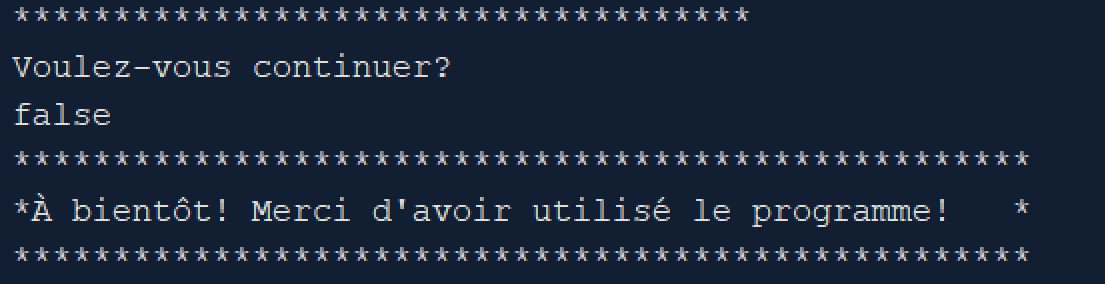 *************************************
Voulez-vous continuer?
false
***************************************************
*À bientôt! Merci d'avoir utilisé le programme!   *
***************************************************